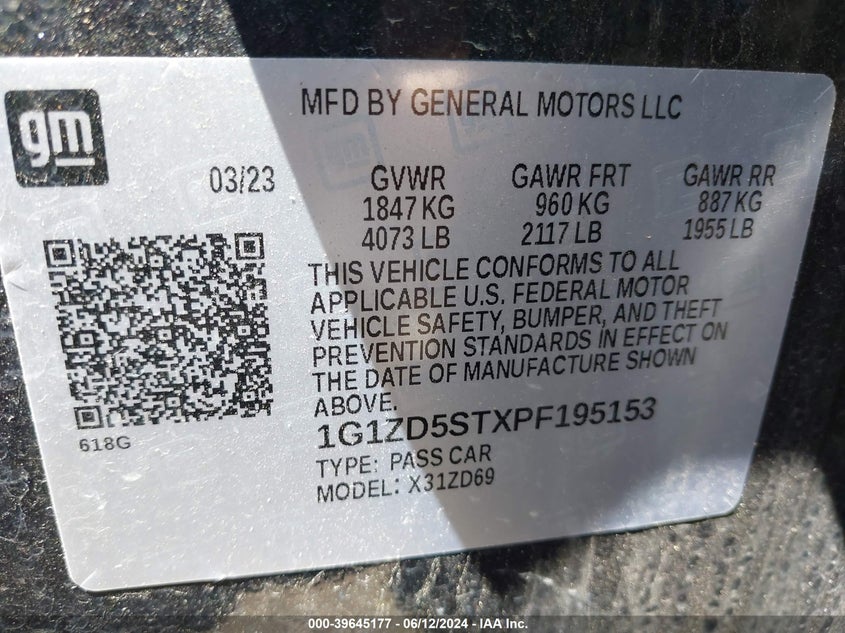 gm
MFD BY GENERAL MOTORS LLC
03/23 GVWR GAWR FRT GAWR RR
1847 KG 960 KG 887 KG
4073 LB 2117 LB 1955 LB
THIS VEHICLE CONFORMS TO ALL
APPLICABLE U.S. FEDERAL MOTOR
VEHICLE SAFETY, BUMPER, AND THEFT
PREVENTION STANDARDS IN EFFECT ON
THE DATE OF MANUFACTURE SHOWN
ABOVE.
618G
1G1ZD5STXPF195153
TYPE: PASS CAR
MODEL: X31ZD69
000-39645177 - 06/12/2024 - IAA Inc.